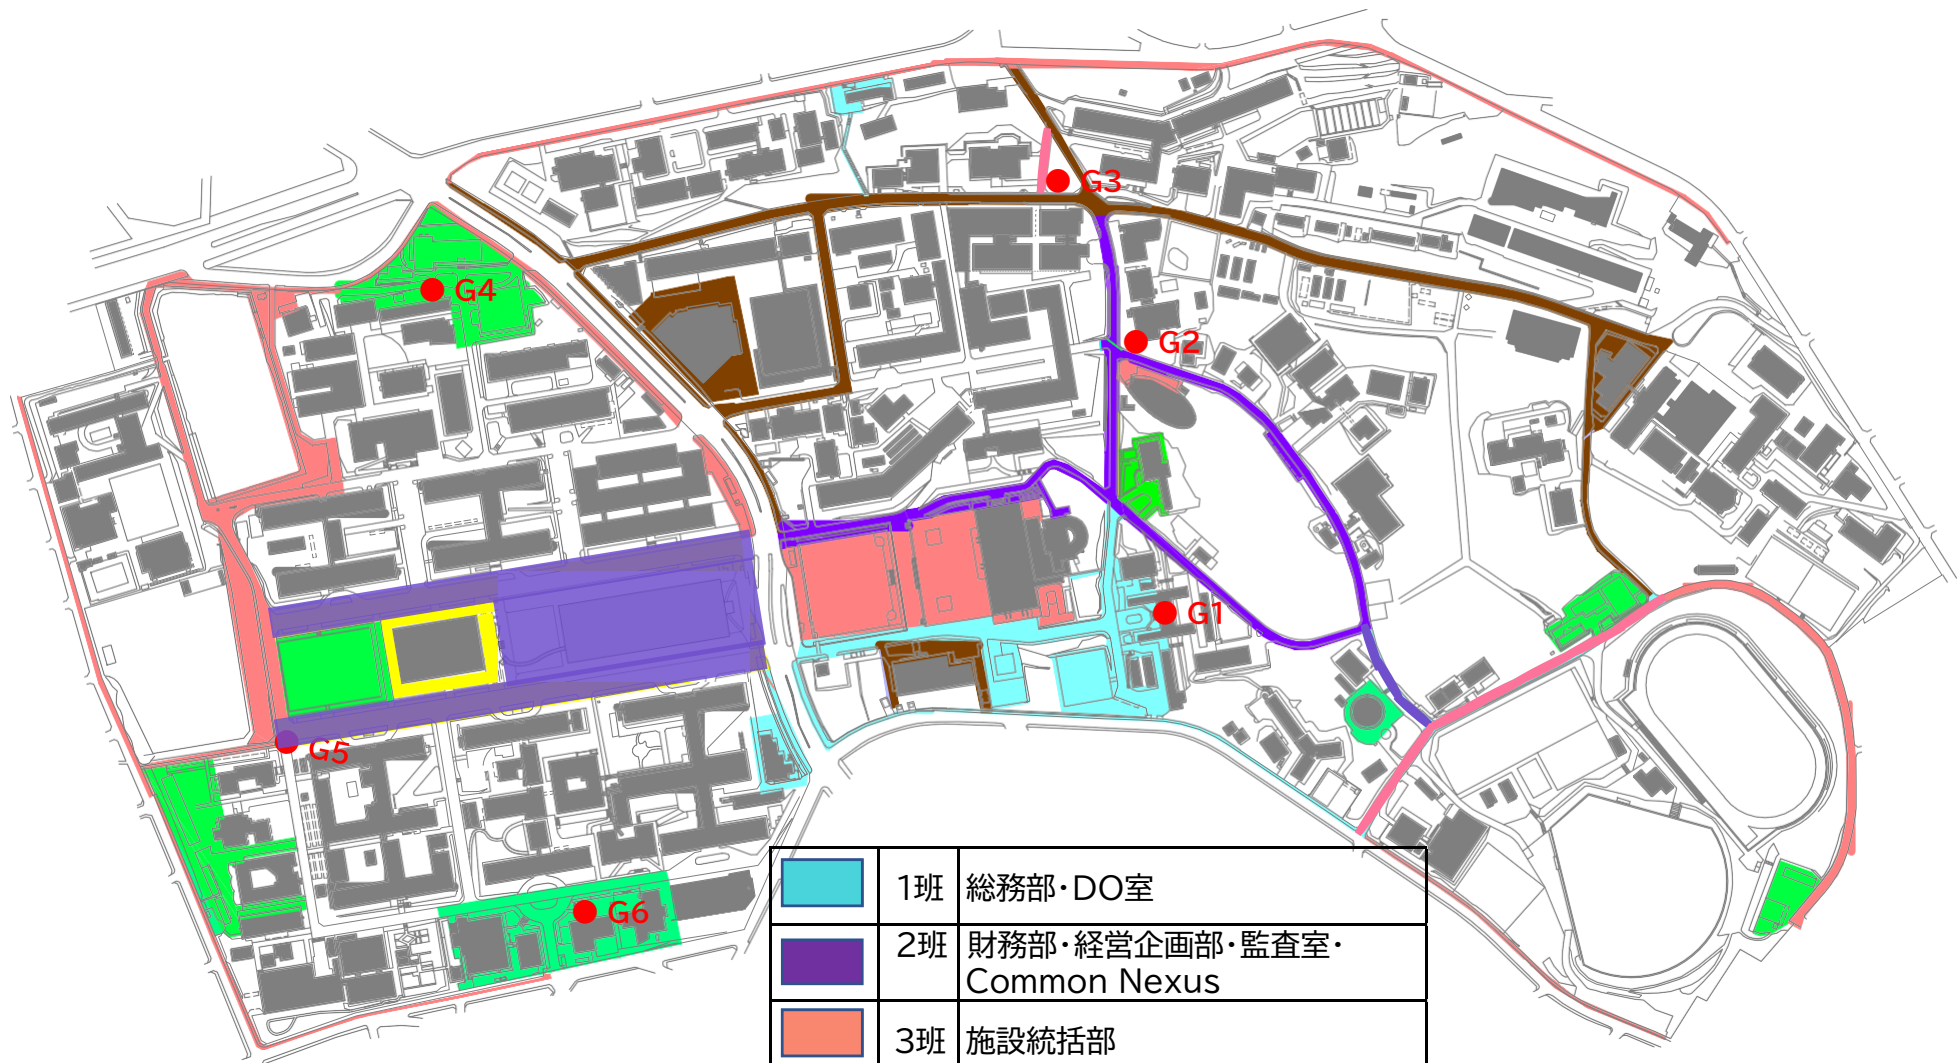 G3
G4
G2
G1
G5
G6
1班 総務部・DO室
2班 財務部・経営企画部・監査室・
Common Nexus
3班 施設統括部